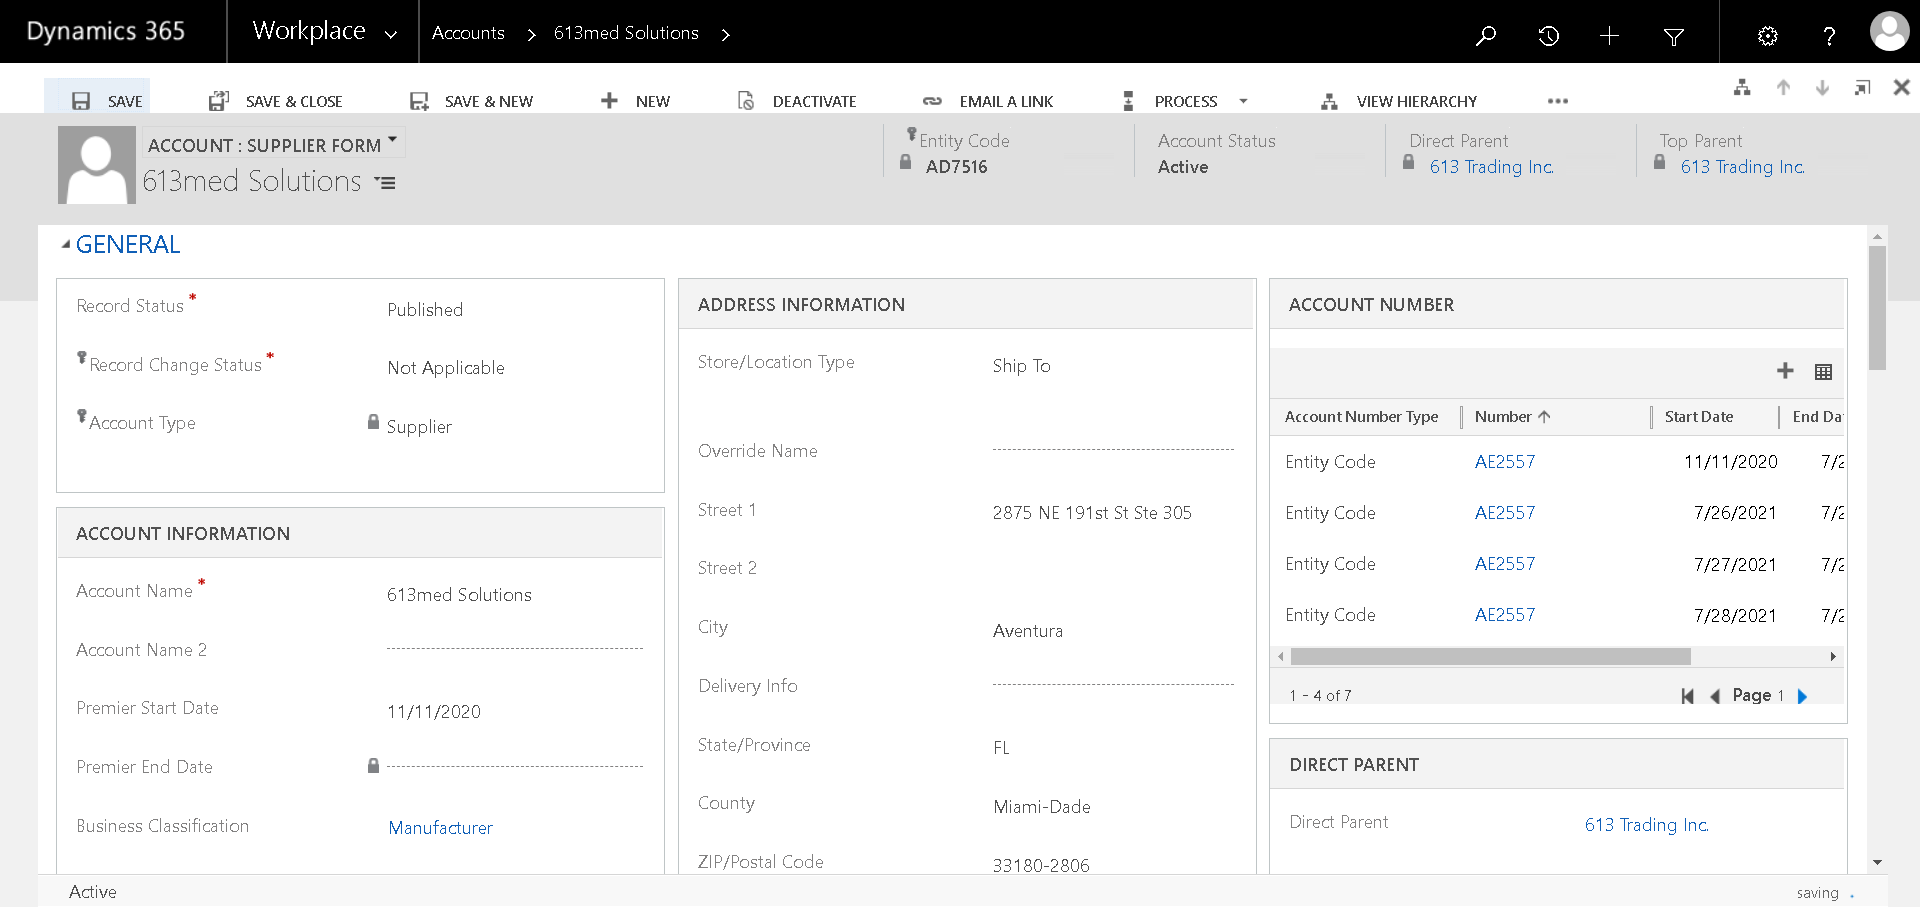 Dynamics 365
Workplace
Accounts
613med Solutions
SAVE
SAVE & CLOSE
SAVE & NEW
NEW
DEACTIVATE
EMAIL A LINK
PROCESS
VIEW HIERARCHY
ACCOUNT : SUPPLIER FORM
613med Solutions
Entity Code
AD7516
Account Status
Active
Direct Parent
613 Trading Inc.
Top Parent
613 Trading Inc.
GENERAL
Record Status *
Published
Record Change Status *
Not Applicable
Account Type
Supplier
ACCOUNT INFORMATION
Account Name *
613med Solutions
Account Name 2
Premier Start Date
11/11/2020
Premier End Date
Business Classification
Manufacturer
ADDRESS INFORMATION
Store/Location Type
Ship To
Override Name
Street 1
2875 NE 191st St Ste 305
Street 2
City
Aventura
Delivery Info
State/Province
FL
County
Miami-Dade
ZIP/Postal Code
33180-2806
ACCOUNT NUMBER
Account Number Type
Number
Start Date
End Da
Entity Code AE2557 11/11/2020 7/2
Entity Code AE2557 7/26/2021 7/2
Entity Code AE2557 7/27/2021 7/2
Entity Code AE2557 7/28/2021 7/2
1 - 4 of 7
Page 1
DIRECT PARENT
Direct Parent
613 Trading Inc.
Active
saving